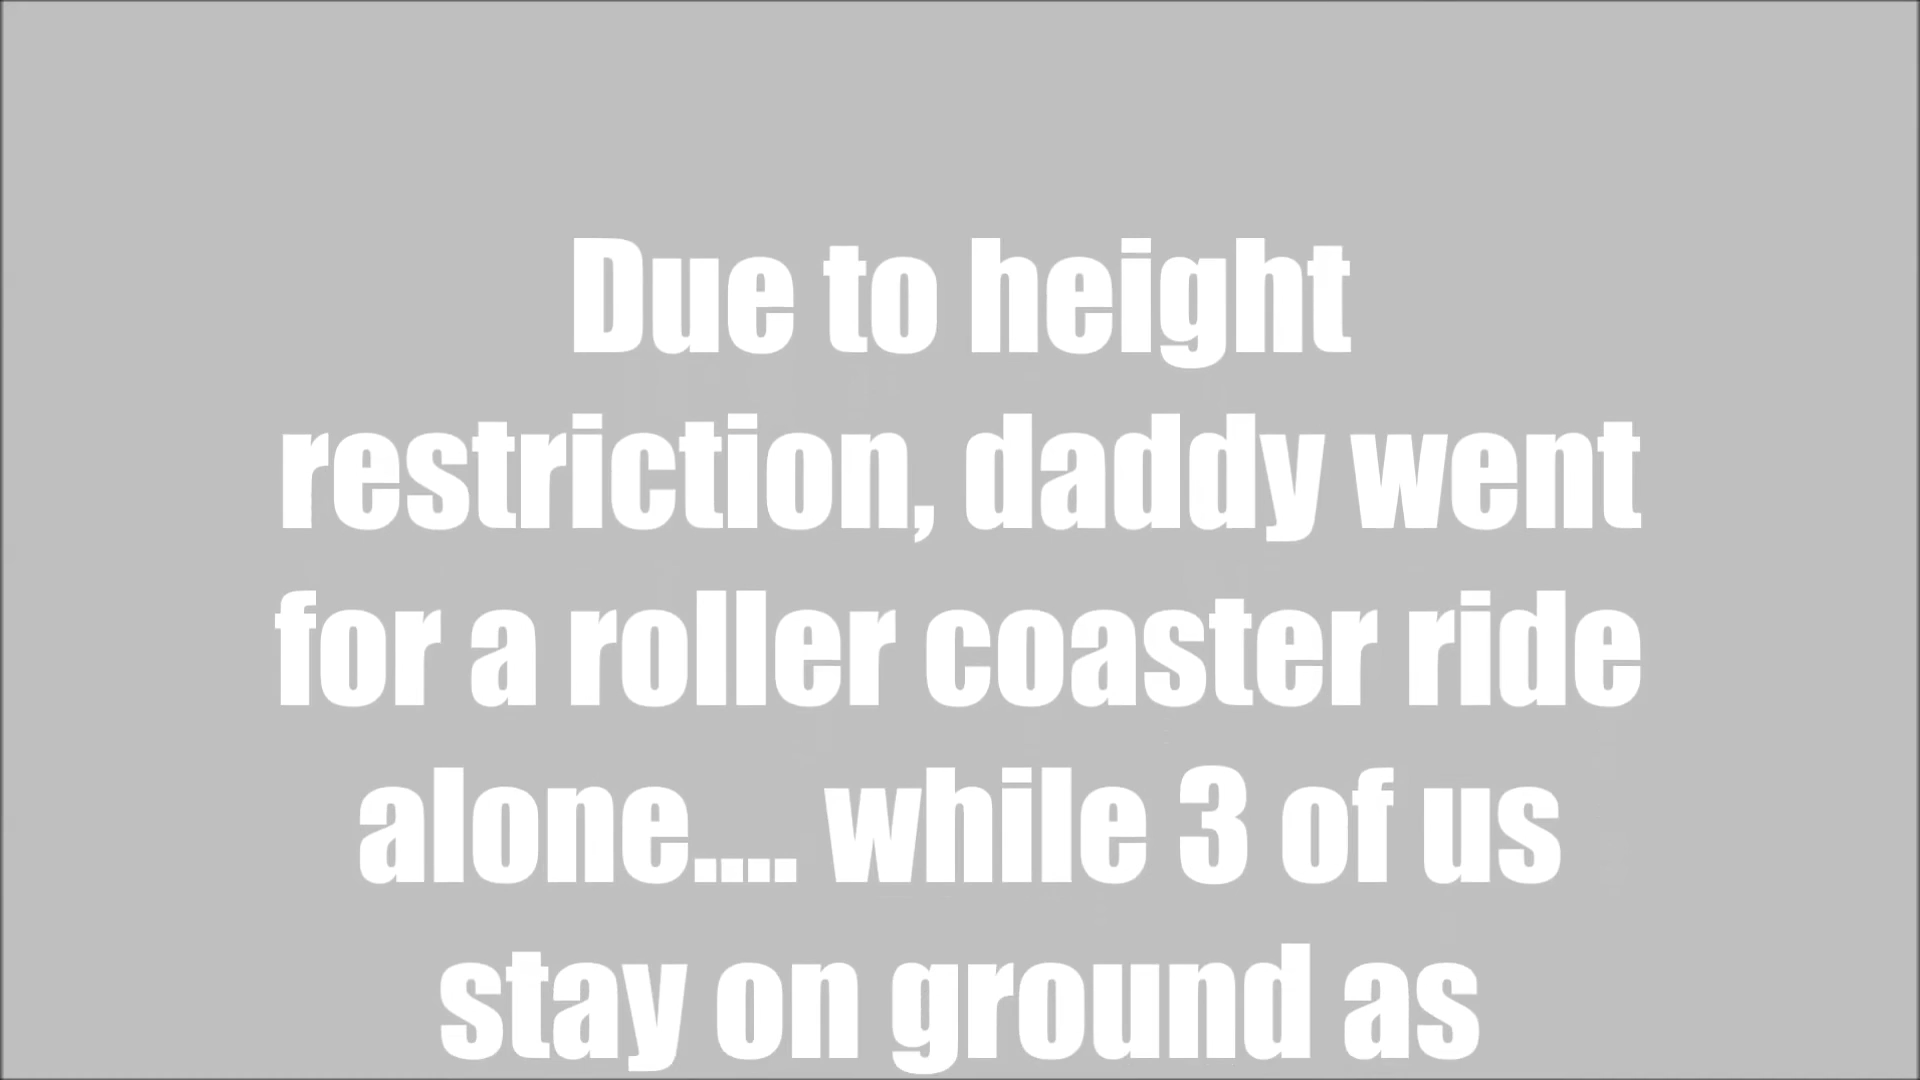 Due to height
restriction, daddy went
for a roller coaster ride
alone.... while 3 of us
stay on ground as